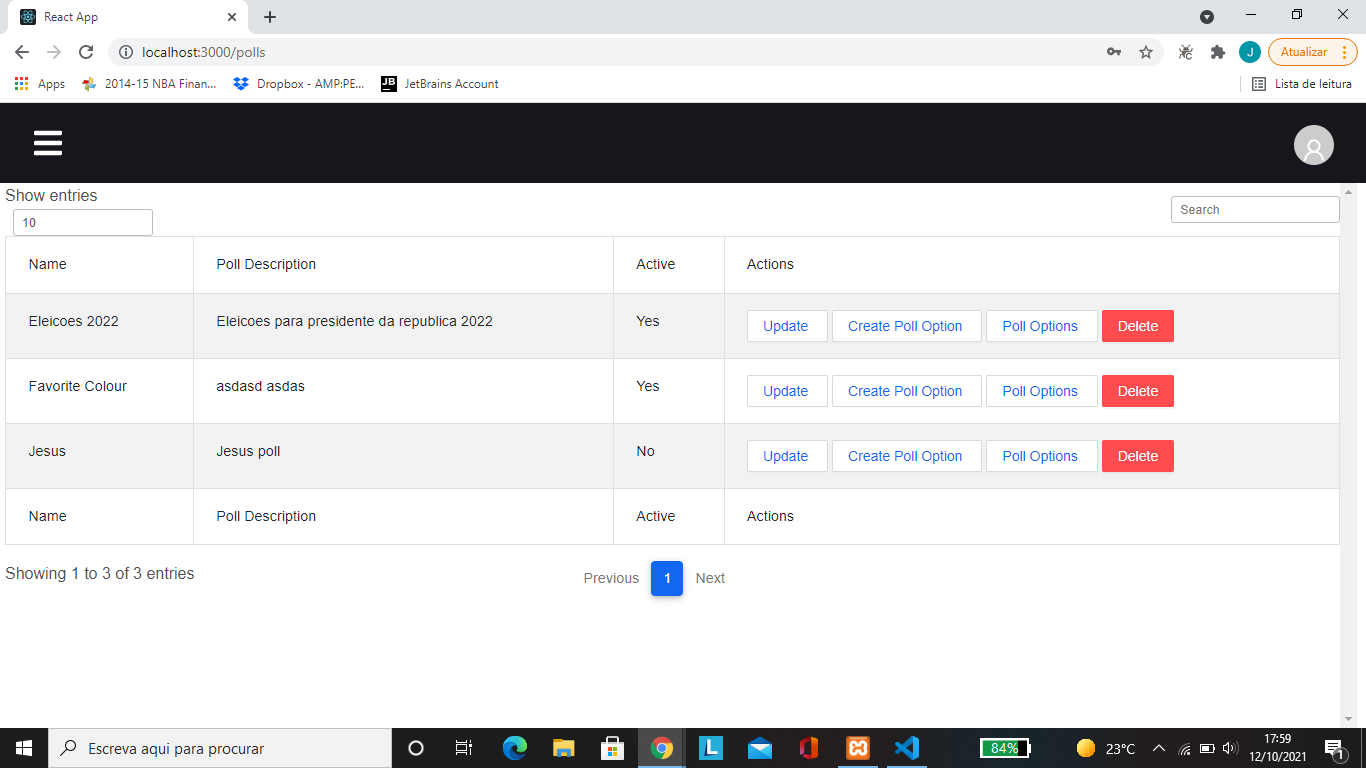 React App
localhost:3000/polls
J
Atualizar
Apps
2014-15 NBA Finan...
Dropbox - AMP:PE...
JB
JetBrains Account
Lista de leitura
Show entries
10
Search
Name Poll Description Active Actions
Eleicoes 2022 Eleicoes para presidente da republica 2022 Yes Update Create Poll Option Poll Options Delete
Favorite Colour asdasd asdas Yes Update Create Poll Option Poll Options Delete
Jesus Jesus poll No Update Create Poll Option Poll Options Delete
Name Poll Description Active Actions
Showing 1 to 3 of 3 entries
Previous 1 Next
Escreva aqui para procurar
L
84%
23°C
17:59
12/10/2021
1